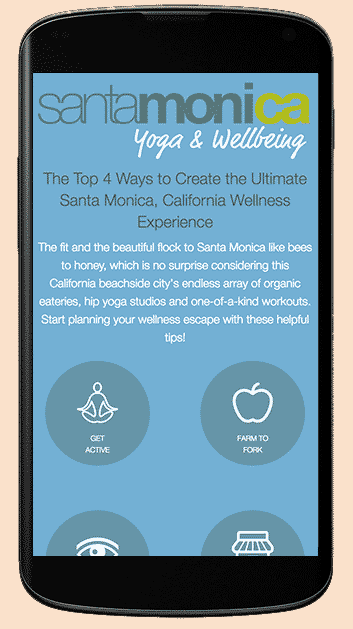 santamonica
Yoga & Wellbeing
The Top 4 Ways to Create the Ultimate
Santa Monica, California Wellness
Experience
The fit and the beautiful flock to Santa Monica like bees
to honey, which is no surprise considering this
California beachside city's endless array of organic
eateries, hip yoga studios and one-of-a-kind workouts.
Start planning your wellness escape with these helpful
tips!
GET
ACTIVE
FARM TO
FORK